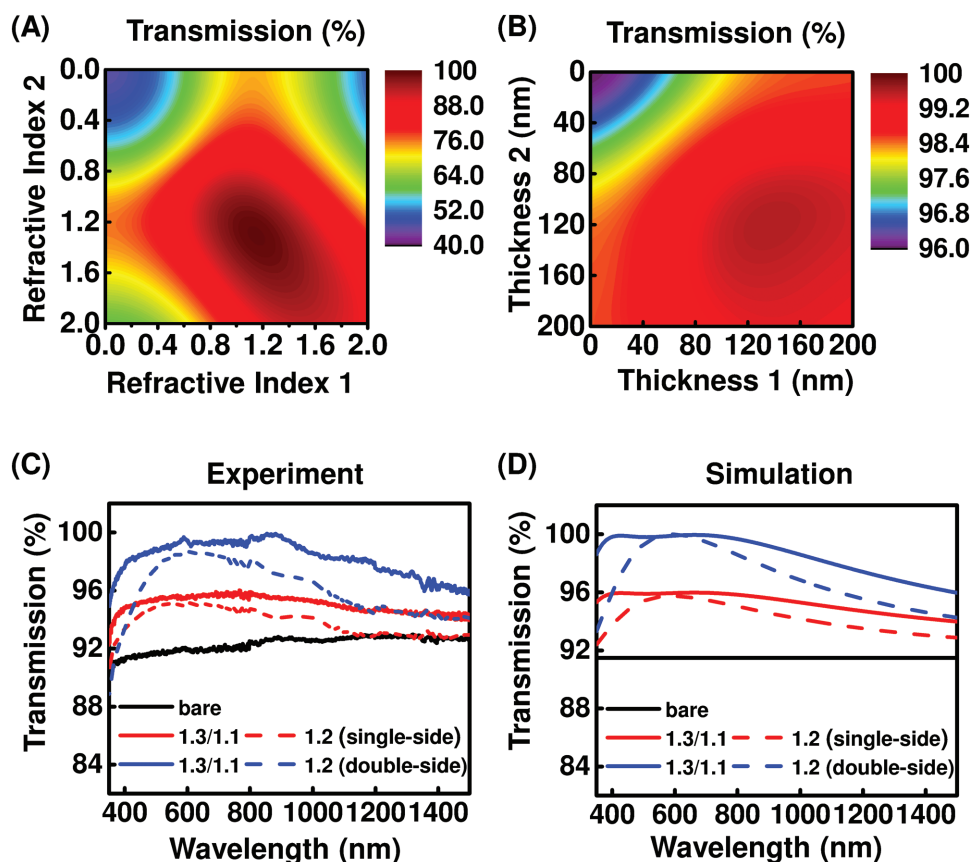 (A) Transmission (%)
Refractive Index 2
0.0
0.4
0.8
1.2
1.6
2.0
0.0 0.4 0.8 1.2 1.6 2.0
Refractive Index 1
100
88.0
76.0
64.0
52.0
40.0
(B) Transmission (%)
Thickness 2 (nm)
0
40
80
120
160
200
0 40 80 120 160 200
Thickness 1 (nm)
100
99.2
98.4
97.6
96.8
96.0
(C) Experiment
Transmission (%)
100
96
92
88
84
bare
1.3/1.1 1.2 (single-side)
1.3/1.1 1.2 (double-side)
400 600 800 1000 1200 1400
Wavelength (nm)
(D) Simulation
Transmission (%)
100
96
92
88
84
bare
1.3/1.1 1.2 (single-side)
1.3/1.1 1.2 (double-side)
400 600 800 1000 1200 1400
Wavelength (nm)